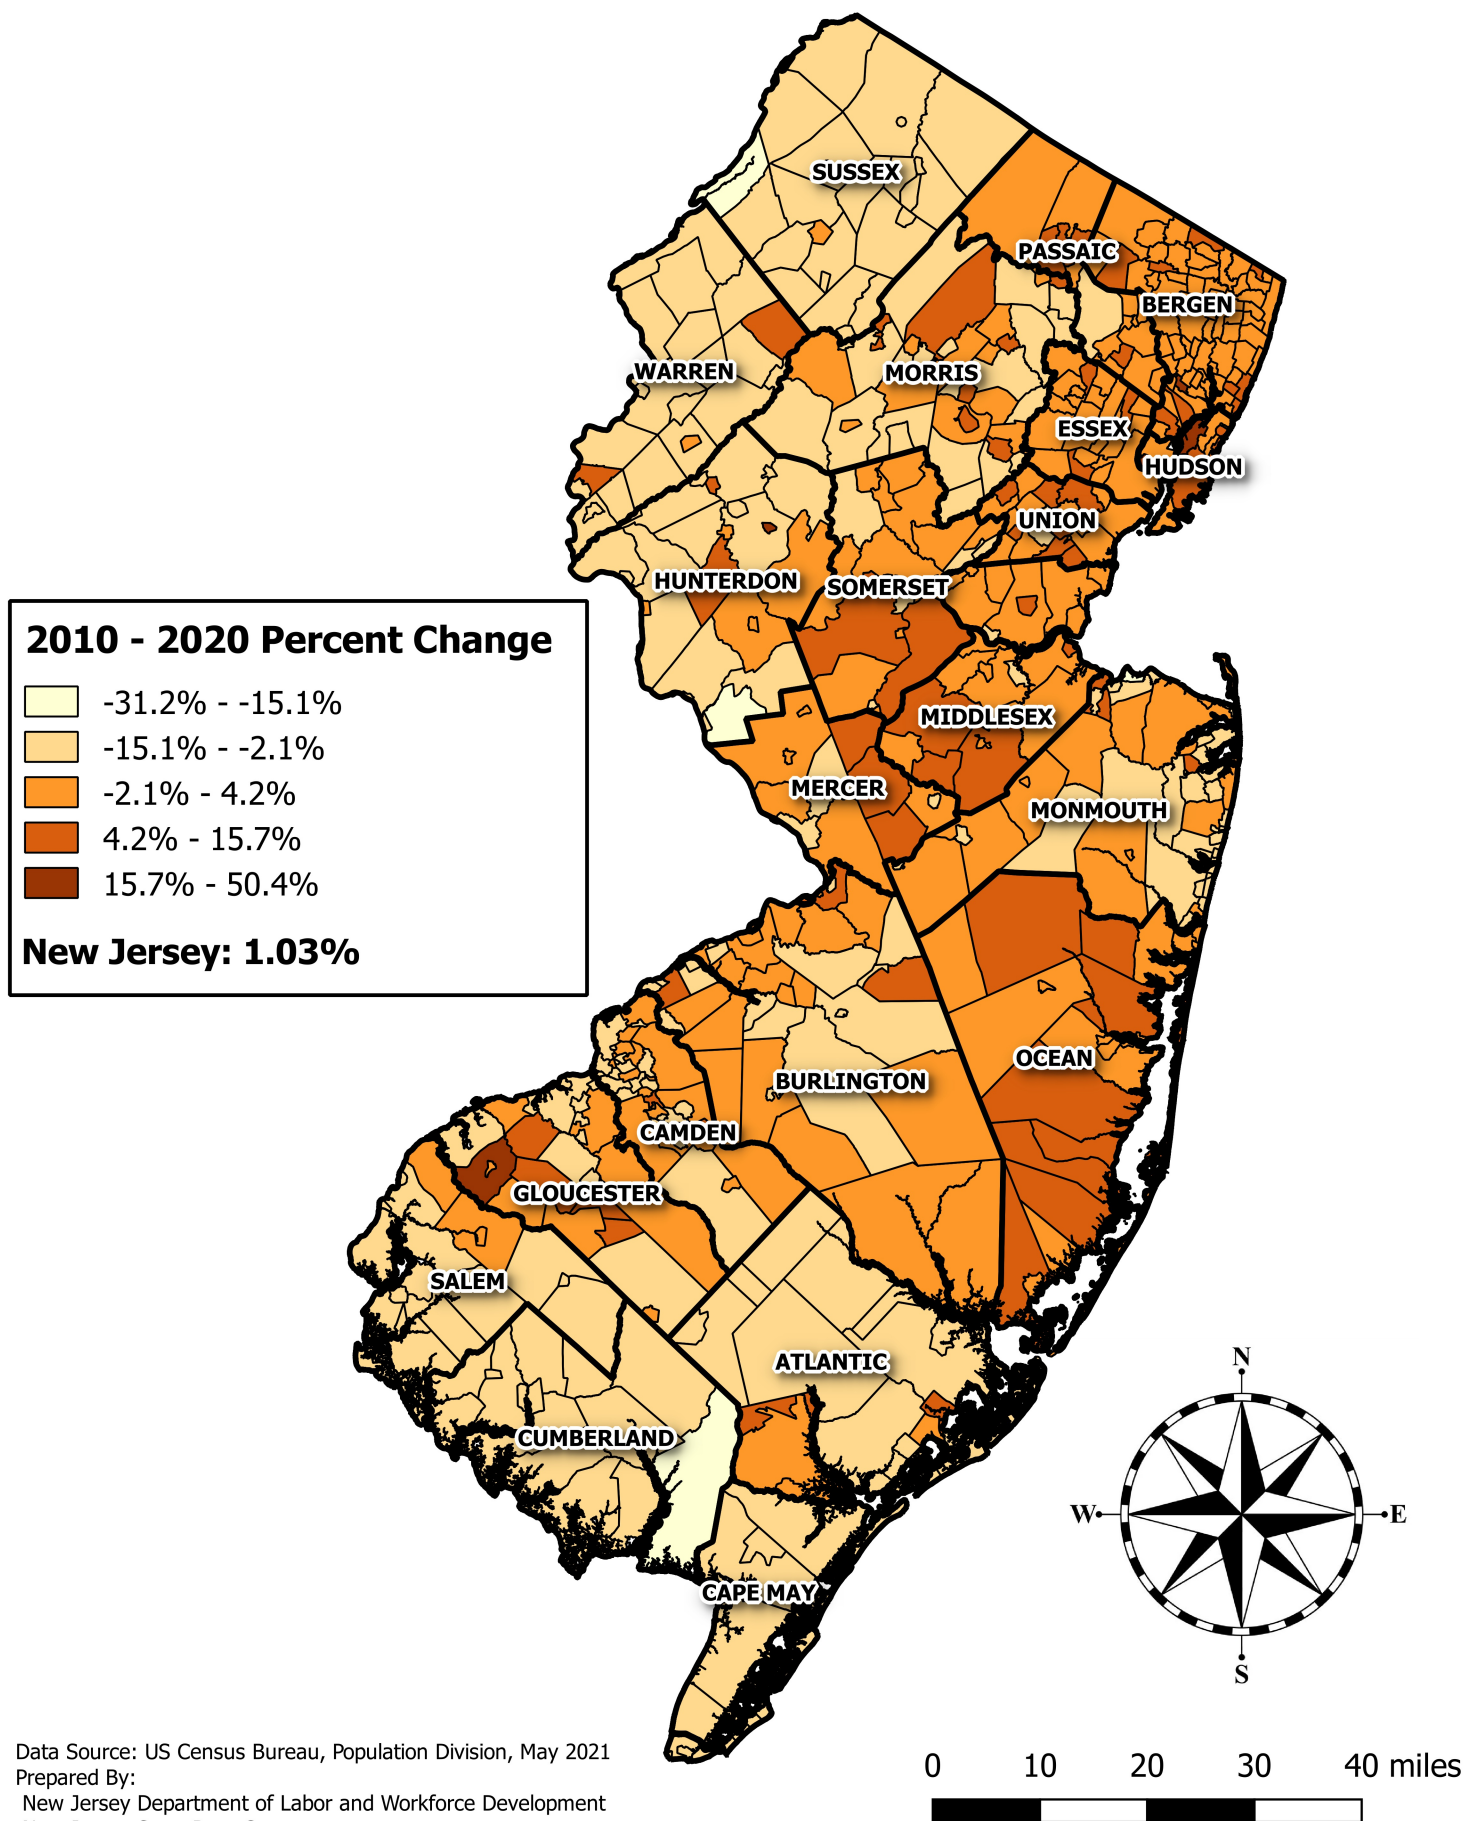 SUSSEX
PASSAIC
BERGEN
WARREN
MORRIS
ESSEX
HUDSON
UNION
HUNTERDON
SOMERSET
2010 - 2020 Percent Change
-31.2% - -15.1%
-15.1% - -2.1%
-2.1% - 4.2%
4.2% - 15.7%
15.7% - 50.4%
New Jersey: 1.03%
MIDDLESEX
MERCER
MONMOUTH
OCEAN
BURLINGTON
CAMDEN
GLOUCESTER
SALEM
ATLANTIC
CUMBERLAND
CAPE MAY
N
W
E
S
Data Source: US Census Bureau, Population Division, May 2021
Prepared By:
New Jersey Department of Labor and Workforce Development
0 10 20 30 40 miles